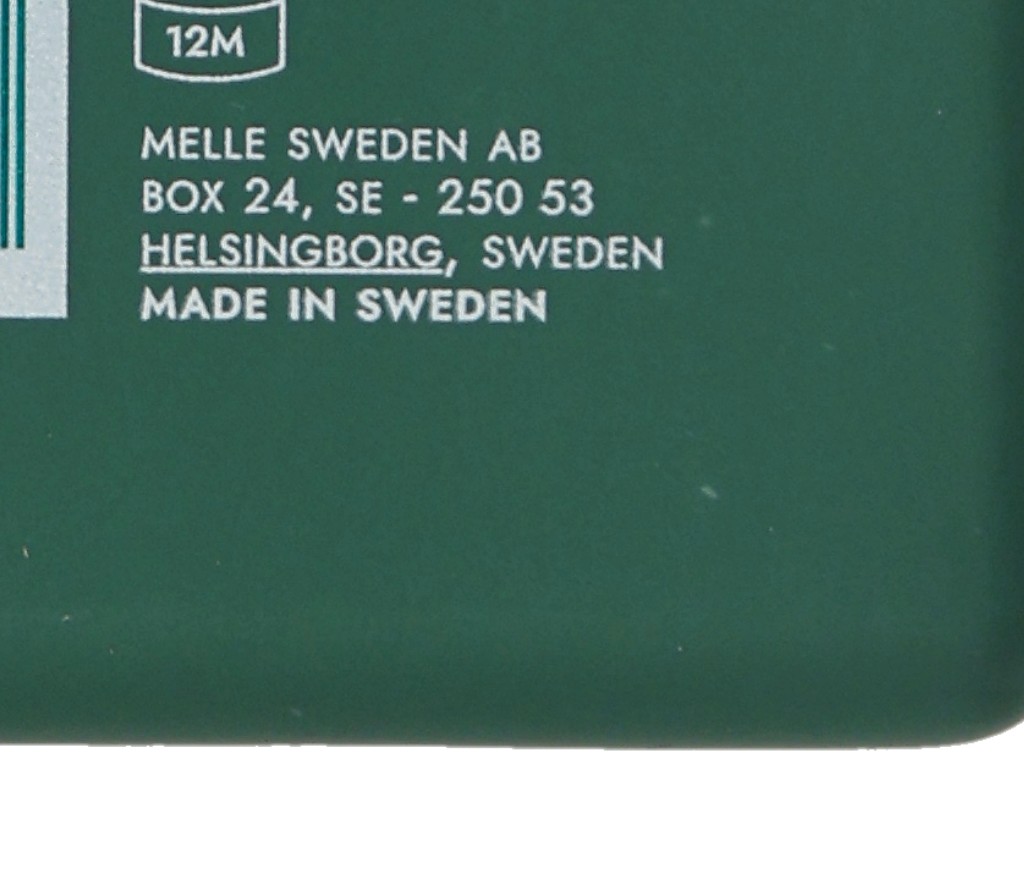 12M
MELLE SWEDEN AB
BOX 24, SE - 250 53
HELSINGBORG, SWEDEN
MADE IN SWEDEN